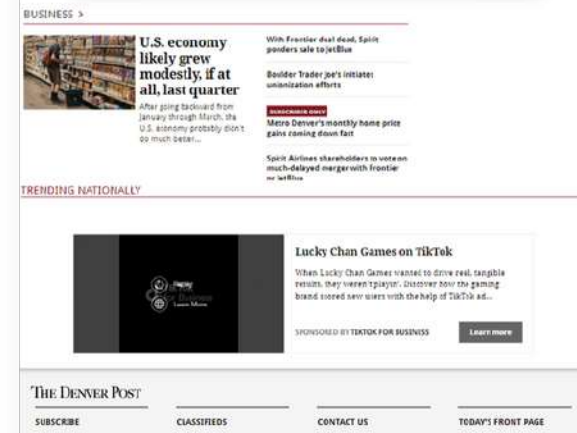 BUSINESS >
U.S. economy
likely grew
modestly, if at
all, last quarter
After going backward from
January through March, the
U.S. economy probably didn't
do much better...
With Frontier deal dead, Spirit
ponders sale to JetBlue
Boulder Trader Joe's initiates
unionization efforts
SUBSCRIBER ONLY
Metro Denver's monthly home price
gains coming down fast
Spirit Airlines shareholders to vote on
much-delayed merger with Frontier
or JetBlue
TRENDING NATIONALLY
Replay
for Business
Learn More
Lucky Chan Games on TikTok
When Lucky Chan Games wanted to drive real, tangible
results, they weren't playin'. Discover how the gaming
brand scored new users with the help of TikTok ad...
SPONSORED BY TIKTOK FOR BUSINESS
Learn more
THE DENVER POST
SUBSCRIBE
CLASSIFIEDS
CONTACT US
TODAY'S FRONT PAGE